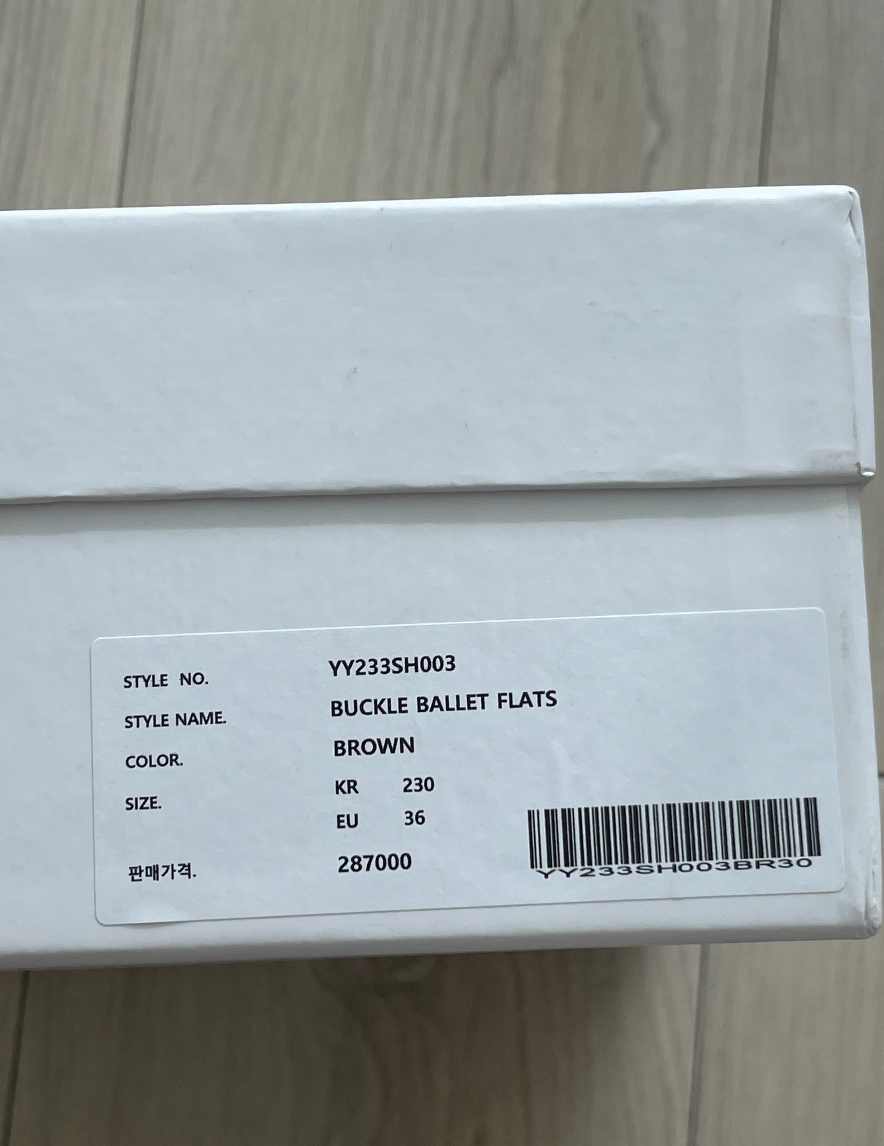 STYLE NO. YY233SH003
STYLE NAME. BUCKLE BALLET FLATS
COLOR. BROWN
SIZE. KR 230
EU 36
판매가격. 287000
YY233SH003BR30